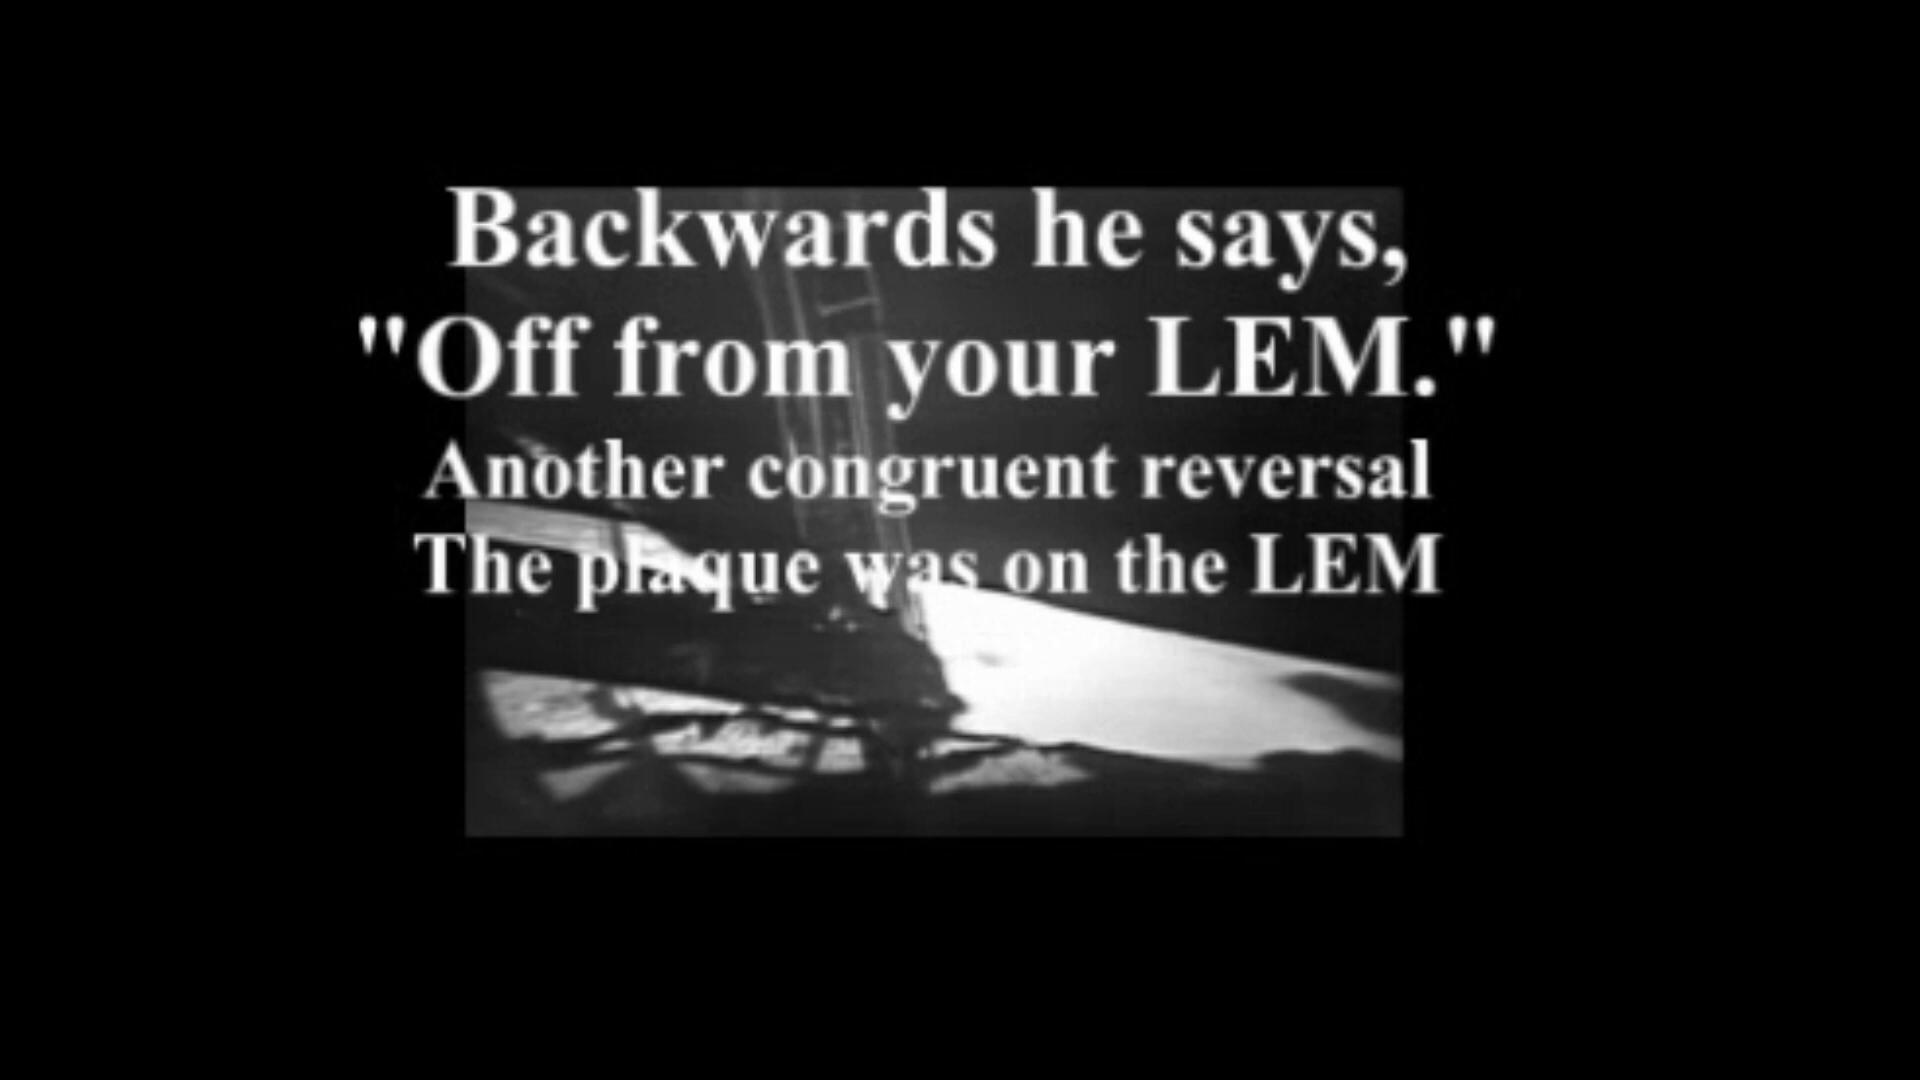 Backwards he says,
"Off from your LEM."
Another congruent reversal
The plaque was on the LEM